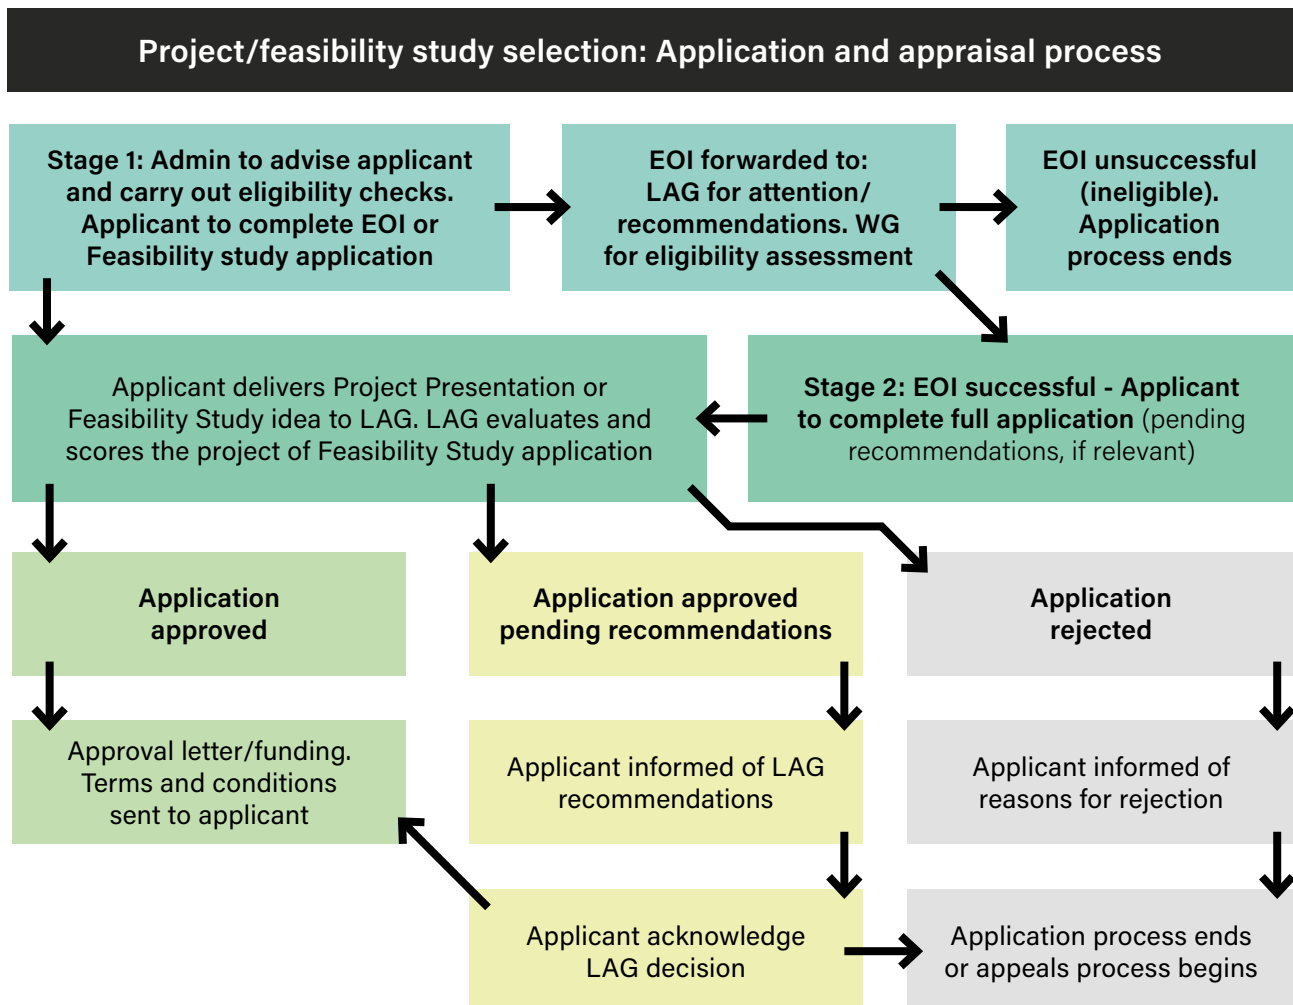 Project/feasibility study selection: Application and appraisal process
Stage 1: Admin to advise applicant
and carry out eligibility checks.
Applicant to complete EOI or
Feasibility study application
EOI forwarded to:
LAG for attention/
recommendations. WG
for eligibility assessment
EOI unsuccessful
(ineligible).
Application
process ends
Applicant delivers Project Presentation or
Feasibility Study idea to LAG. LAG evaluates and
scores the project of Feasibility Study application
Stage 2: EOI successful - Applicant
to complete full application (pending
recommendations, if relevant)
Application
approved
Application approved
pending recommendations
Application
rejected
Approval letter/funding.
Terms and conditions
sent to applicant
Applicant informed of LAG
recommendations
Applicant informed of
reasons for rejection
Applicant acknowledge
LAG decision
Application process ends
or appeals process begins